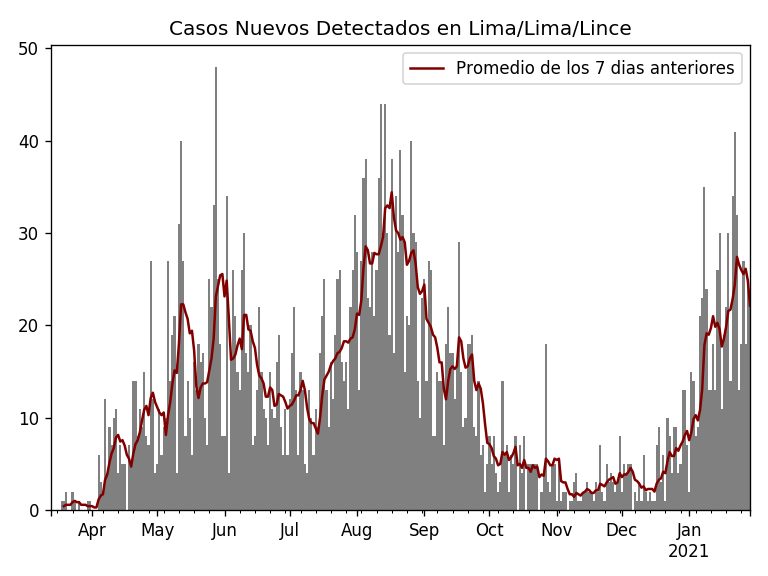 Casos Nuevos Detectados en Lima/Lima/Lince
Promedio de los 7 dias anteriores
50
40
30
20
10
0
Apr May Jun Jul Aug Sep Oct Nov Dec Jan
2021